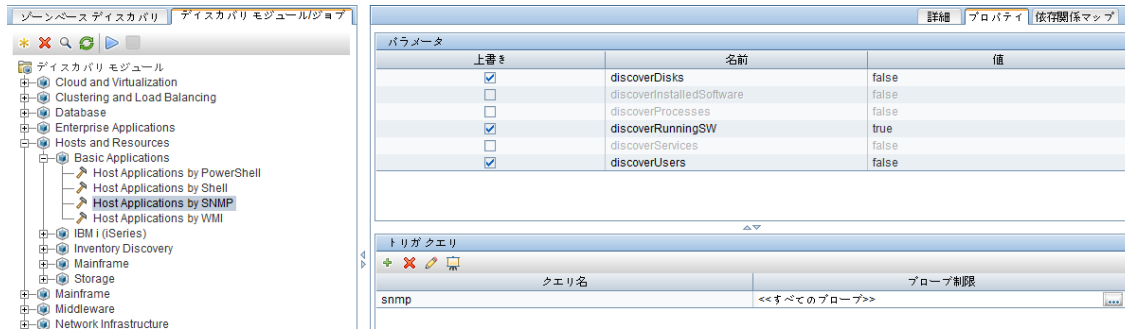 ゾーンベース ディスカバリ
ディスカバリ モジュール/ジョブ
ディスカバリ モジュール
Cloud and Virtualization
Clustering and Load Balancing
Database
Enterprise Applications
Hosts and Resources
Basic Applications
Host Applications by PowerShell
Host Applications by Shell
Host Applications by SNMP
Host Applications by WMI
IBM i (iSeries)
Inventory Discovery
Mainframe
Storage
Mainframe
Middleware
Network Infrastructure
詳細 プロパティ 依存関係マップ
パラメータ
上書き 名前 値
discoverDisks false
discoverInstalledSoftware false
discoverProcesses false
discoverRunningSW true
discoverServices false
discoverUsers false
トリガ クエリ
クエリ名 プローブ制限
snmp <<すべてのプローブ>> ...